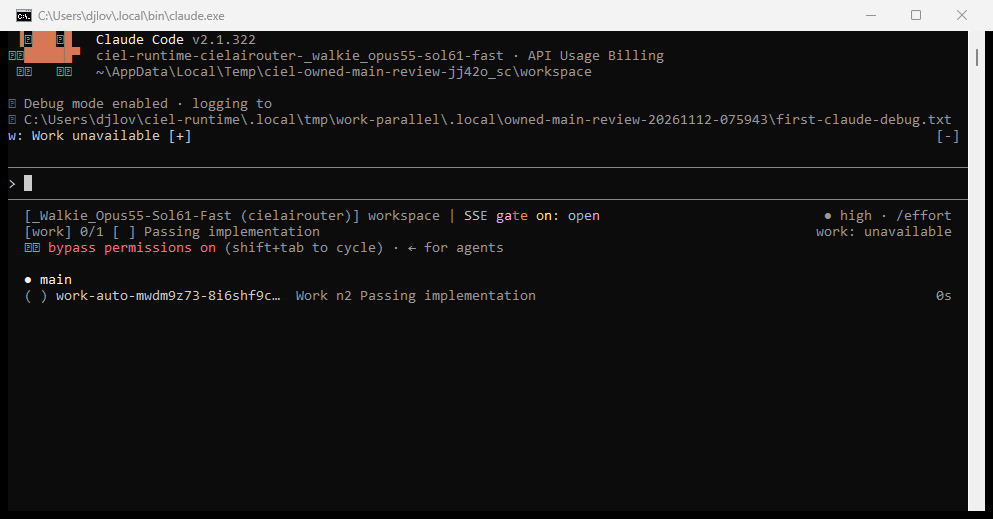 C:\Users\djlov\.local\bin\claude.exe
Claude Code v2.1.322
ciel-runtime-cielairouter-_walkie_opus55-sol61-fast · API Usage Billing
~\AppData\Local\Temp\ciel-owned-main-review-jj42o_sc\workspace
Debug mode enabled · logging to
C:\Users\djlov\ciel-runtime\.local\tmp\work-parallel\.local\owned-main-review-20261112-075943\first-claude-debug.txt
w: Work unavailable [+] [-]
>
[_Walkie_Opus55-Sol61-Fast (cielairouter)] workspace | SSE gate on: open ● high · /effort
[work] 0/1 [ ] Passing implementation work: unavailable
bypass permissions on (shift+tab to cycle) · ← for agents
● main
( ) work-auto-mwdm9z73-8i6shf9c… Work n2 Passing implementation 0s